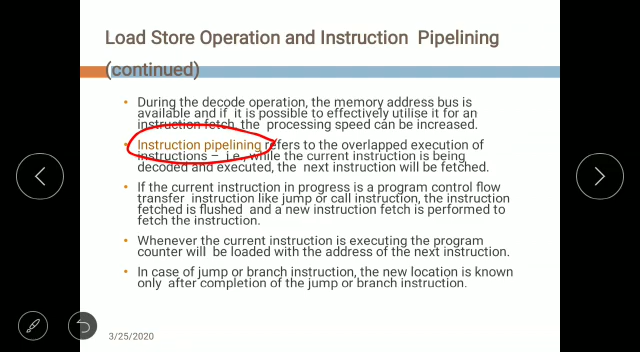 Load Store Operation and Instruction Pipelining
(continued)
• During the decode operation, the memory address bus is
available and if it is possible to effectively utilise it for an
instruction fetch, the processing speed can be increased.
• Instruction pipelining refers to the overlapped execution of
instructions – i.e., while the current instruction is being
decoded and executed, the next instruction will be fetched.
• If the current instruction in progress is a program control flow
transfer instruction like jump or call instruction, the instruction
fetched is flushed and a new instruction fetch is performed to
fetch the instruction.
• Whenever the current instruction is executing the program
counter will be loaded with the address of the next instruction.
• In case of jump or branch instruction, the new location is known
only after completion of the jump or branch instruction.
3/25/2020